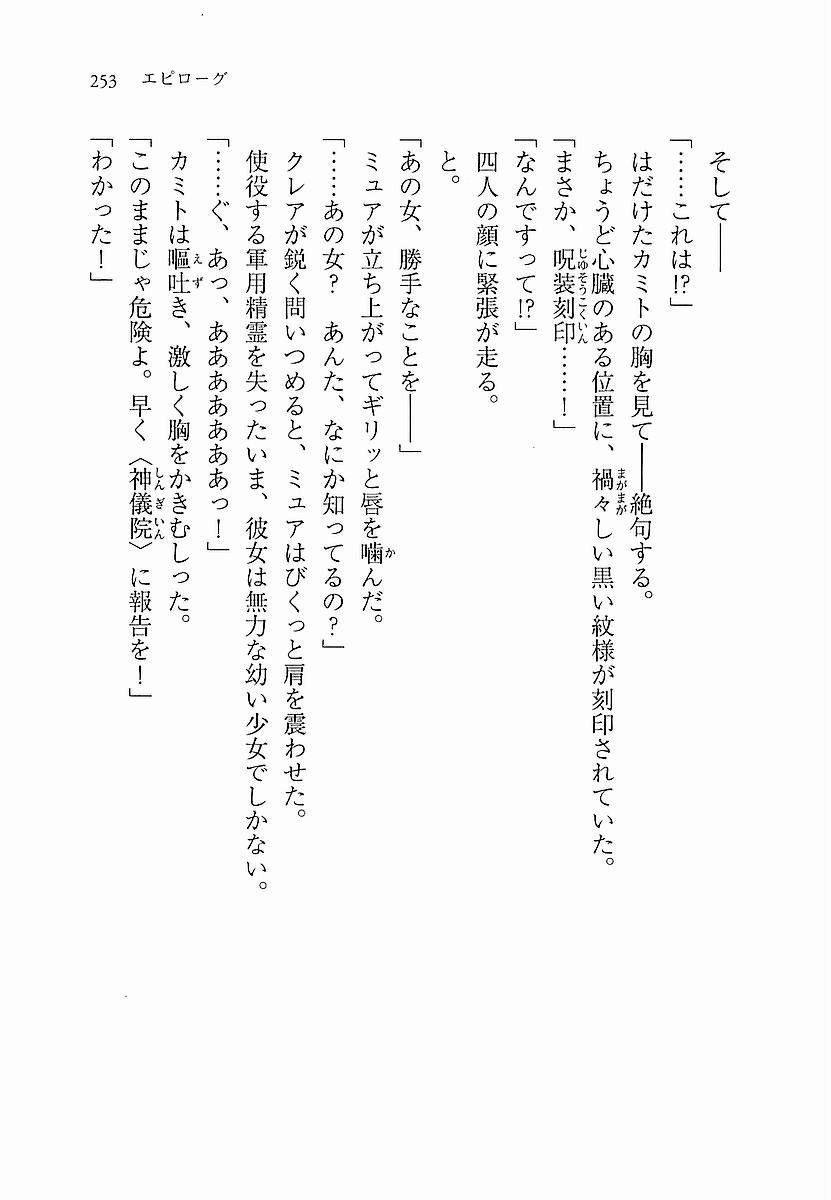 253 エピローグ
そして――
「……これは!?」
はだけたカミトの胸を見て――絶句する。
ちょうど心臓のある位置に、禍々しい黒い紋様が刻印されていた。
「まさか、呪装刻印……！」
「なんですって!?」
四人の顔に緊張が走る。
と。
「あの女、勝手なことを――」
ミュアが立ち上がってギリッと唇を噛んだ。
「……あの女？　あんた、なにか知ってるの？」
クレアが鋭く問いつめると、ミュアはびくっと肩を震わせた。
使役する軍用精霊を失ったいま、彼女は無力な幼い少女でしかない。
「……ぐ、あっ、あああああああっ！」
カミトは嘔吐き、激しく胸をかきむしった。
「このままじゃ危険よ。早く〈神儀院〉に報告を！」
「わかった！」